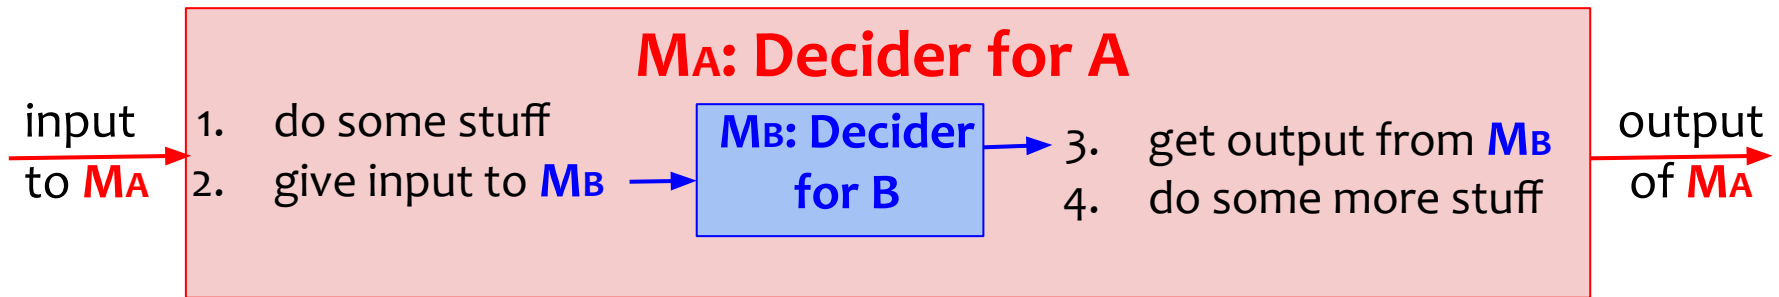 MA: Decider for A
input
to MA
1. do some stuff
2. give input to MB
MB: Decider
for B
3. get output from MB
4. do some more stuff
output
of MA